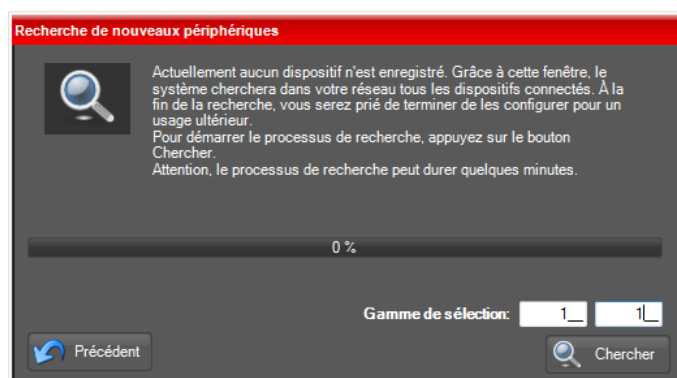 Recherche de nouveaux périphériques
Actuellement aucun dispositif n'est enregistré. Grâce à cette fenêtre, le
système cherchera dans votre réseau tous les dispositifs connectés. À la
fin de la recherche, vous serez prié de terminer de les configurer pour un
usage ultérieur.
Pour démarrer le processus de recherche, appuyez sur le bouton
Chercher.
Attention, le processus de recherche peut durer quelques minutes.
0 %
Gamme de sélection: 1__ 1__
Précédent Chercher